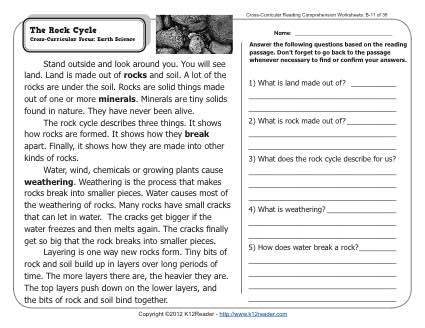 Cross-Curricular Reading Comprehension Worksheets: B-11 of 36
The Rock Cycle
Cross-Curricular Focus: Earth Science
Stand outside and look around you. You will see
land. Land is made out of rocks and soil. A lot of the
rocks are under the soil. Rocks are solid things made
out of one or more minerals. Minerals are tiny solids
found in nature. They have never been alive.
The rock cycle describes three things. It shows
how rocks are formed. It shows how they break
apart. Finally, it shows how they are made into other
kinds of rocks.
Water, wind, chemicals or growing plants cause
weathering. Weathering is the process that makes
rocks break into smaller pieces. Water causes most of
the weathering of rocks. Many rocks have small cracks
that can let in water. The cracks get bigger if the
water freezes and then melts again. The cracks finally
get so big that the rock breaks into smaller pieces.
Layering is one way new rocks form. Tiny bits of
rock and soil build up in layers over long periods of
time. The more layers there are, the heavier they are.
The top layers push down on the lower layers, and
the bits of rock and soil bind together.
Name:
Answer the following questions based on the reading
passage. Don't forget to go back to the passage
whenever necessary to find or confirm your answers.
1) What is land made out of?
2) What is rock made out of?
3) What does the rock cycle describe for us?
4) What is weathering?
5) How does water break a rock?
Copyright ©2012 K12Reader - http://www.k12reader.com